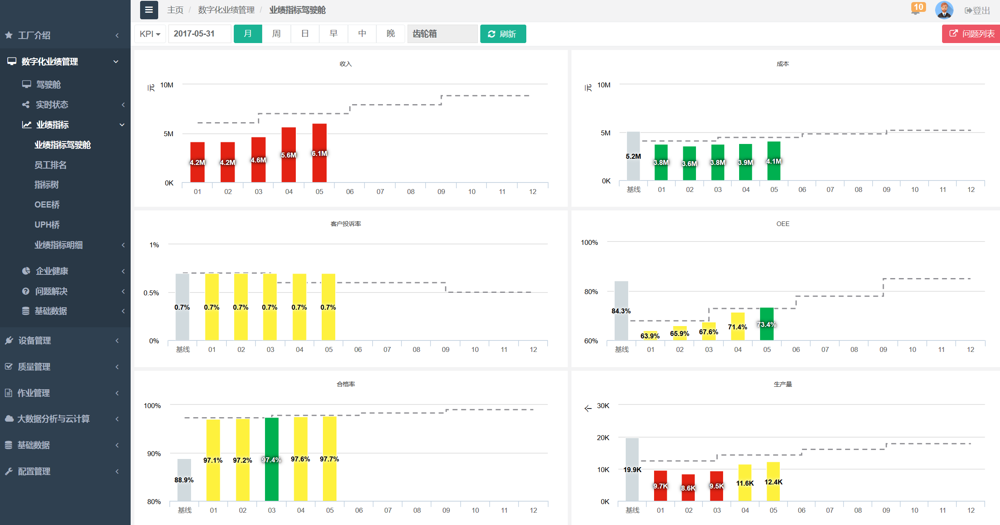 主页 / 数字化业绩管理 / 业绩指标驾驶舱
10
登出
工厂介绍
数字化业绩管理
驾驶舱
实时状态
业绩指标
业绩指标驾驶舱
员工排名
指标树
OEE桥
UPH桥
业绩指标明细
企业健康
问题解决
基础数据
设备管理
质量管理
作业管理
大数据分析与云计算
基础数据
配置管理
KPI 2017-05-31 月 周 日 早 中 晚 齿轮箱 刷新
问题列表
收入
元
10M
5M
0K
4.2M 4.2M 4.6M 5.6M 6.1M
01 02 03 04 05 06 07 08 09 10 11 12
成本
元
10M
5M
0K
5.2M 3.8M 3.6M 3.8M 3.9M 4.1M
基线 01 02 03 04 05 06 07 08 09 10 11 12
客户投诉率
1%
0.5%
0%
0.7% 0.7% 0.7% 0.7% 0.7% 0.7%
基线 01 02 03 04 05 06 07 08 09 10 11 12
OEE
100%
80%
60%
84.3% 63.9% 65.9% 67.6% 71.4% 73.4%
基线 01 02 03 04 05 06 07 08 09 10 11 12
合格率
100%
90%
80%
88.9% 97.1% 97.2% 97.4% 97.6% 97.7%
基线 01 02 03 04 05 06 07 08 09 10 11 12
生产量
个
30K
20K
10K
0K
19.9K 9.7K 8.6K 9.5K 11.6K 12.4K
基线 01 02 03 04 05 06 07 08 09 10 11 12